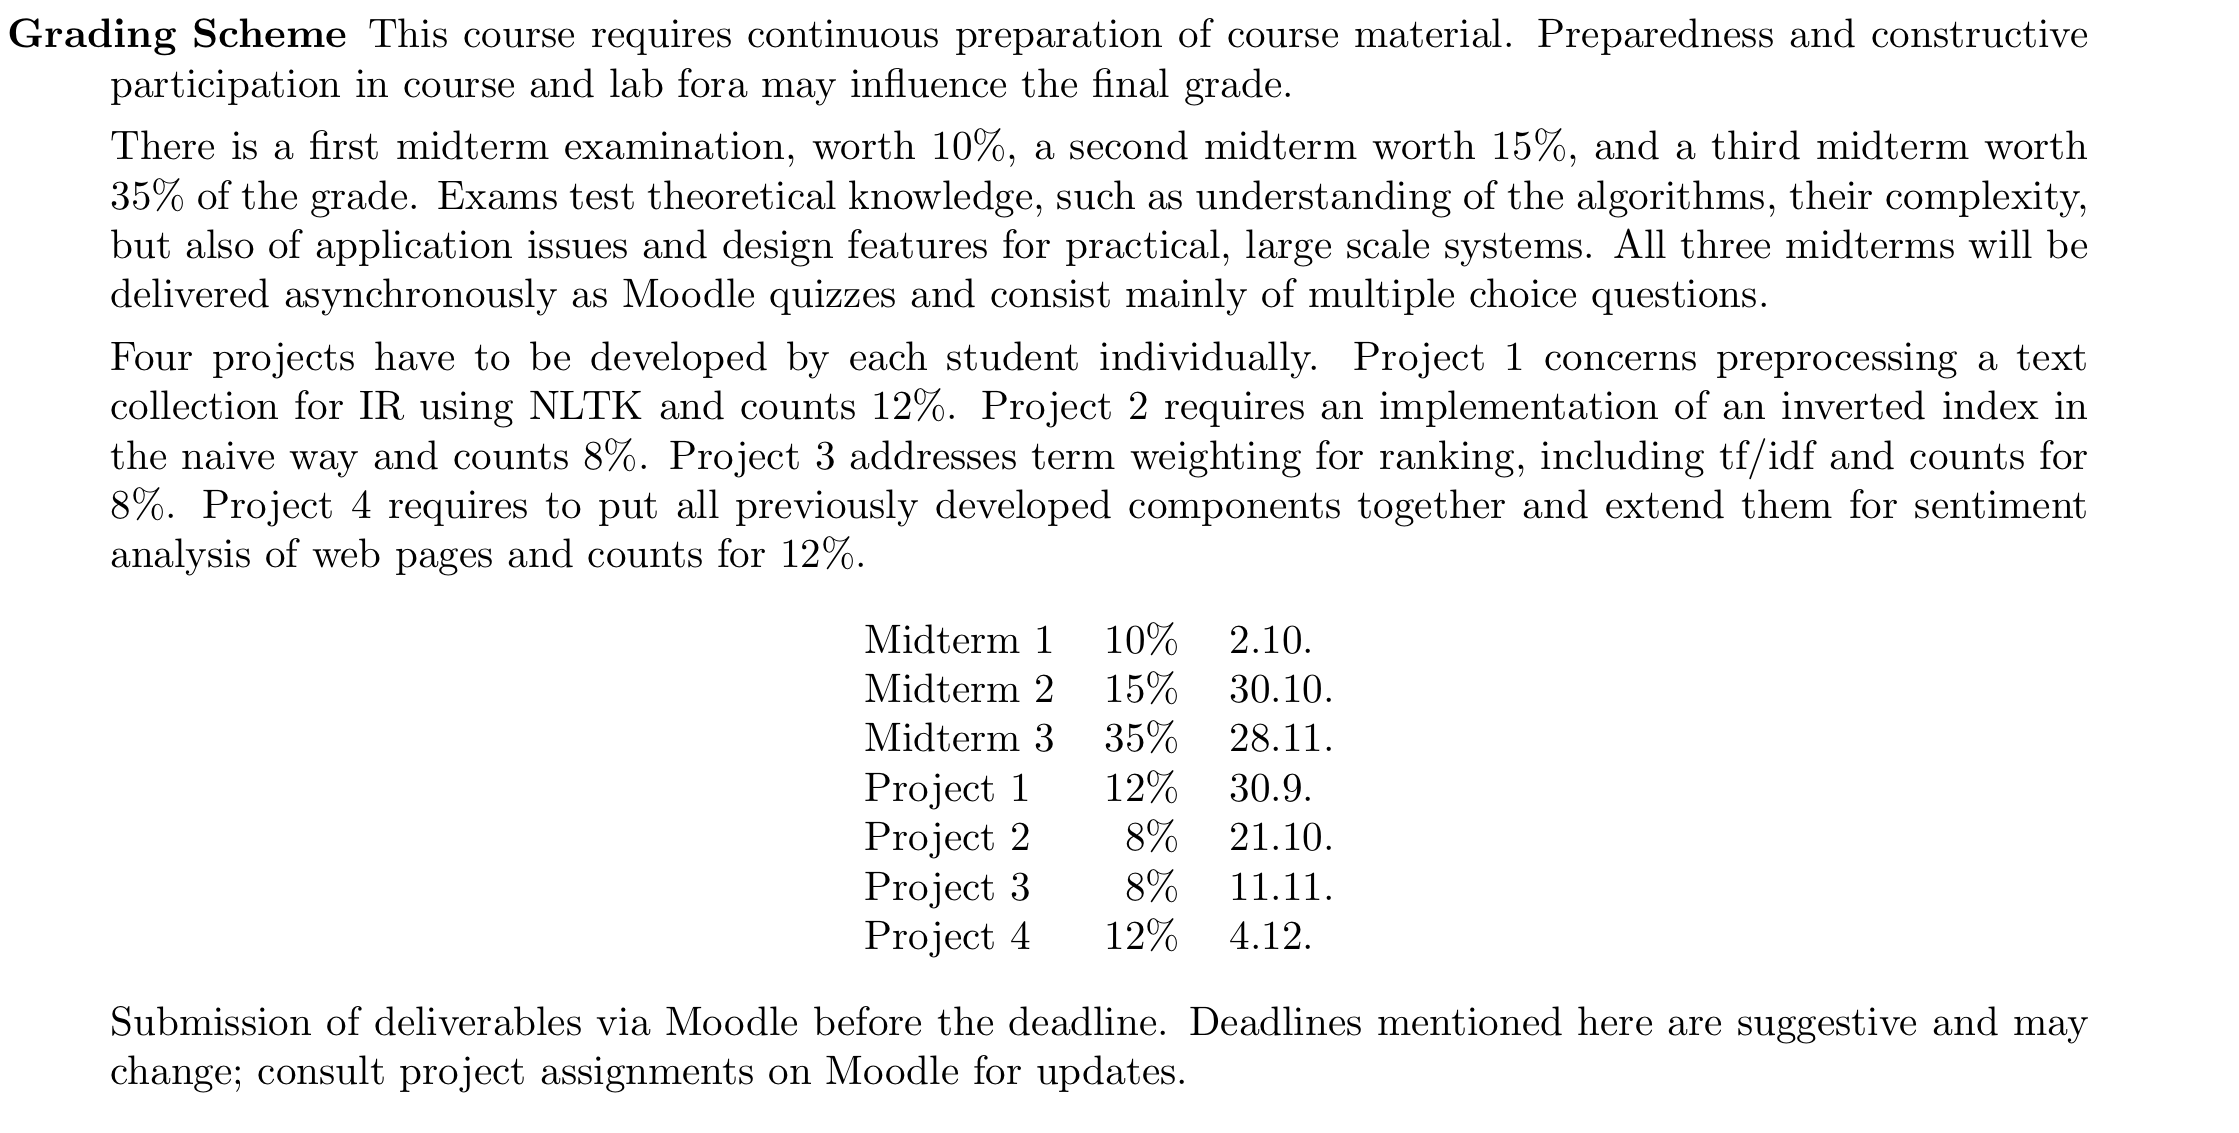 Grading Scheme This course requires continuous preparation of course material. Preparedness and constructive
participation in course and lab fora may influence the final grade.
There is a first midterm examination, worth 10%, a second midterm worth 15%, and a third midterm worth
35% of the grade. Exams test theoretical knowledge, such as understanding of the algorithms, their complexity,
but also of application issues and design features for practical, large scale systems. All three midterms will be
delivered asynchronously as Moodle quizzes and consist mainly of multiple choice questions.
Four projects have to be developed by each student individually. Project 1 concerns preprocessing a text
collection for IR using NLTK and counts 12%. Project 2 requires an implementation of an inverted index in
the naive way and counts 8%. Project 3 addresses term weighting for ranking, including tf/idf and counts for
8%. Project 4 requires to put all previously developed components together and extend them for sentiment
analysis of web pages and counts for 12%.
Midterm 1 10% 2.10.
Midterm 2 15% 30.10.
Midterm 3 35% 28.11.
Project 1 12% 30.9.
Project 2 8% 21.10.
Project 3 8% 11.11.
Project 4 12% 4.12.
Submission of deliverables via Moodle before the deadline. Deadlines mentioned here are suggestive and may
change; consult project assignments on Moodle for updates.